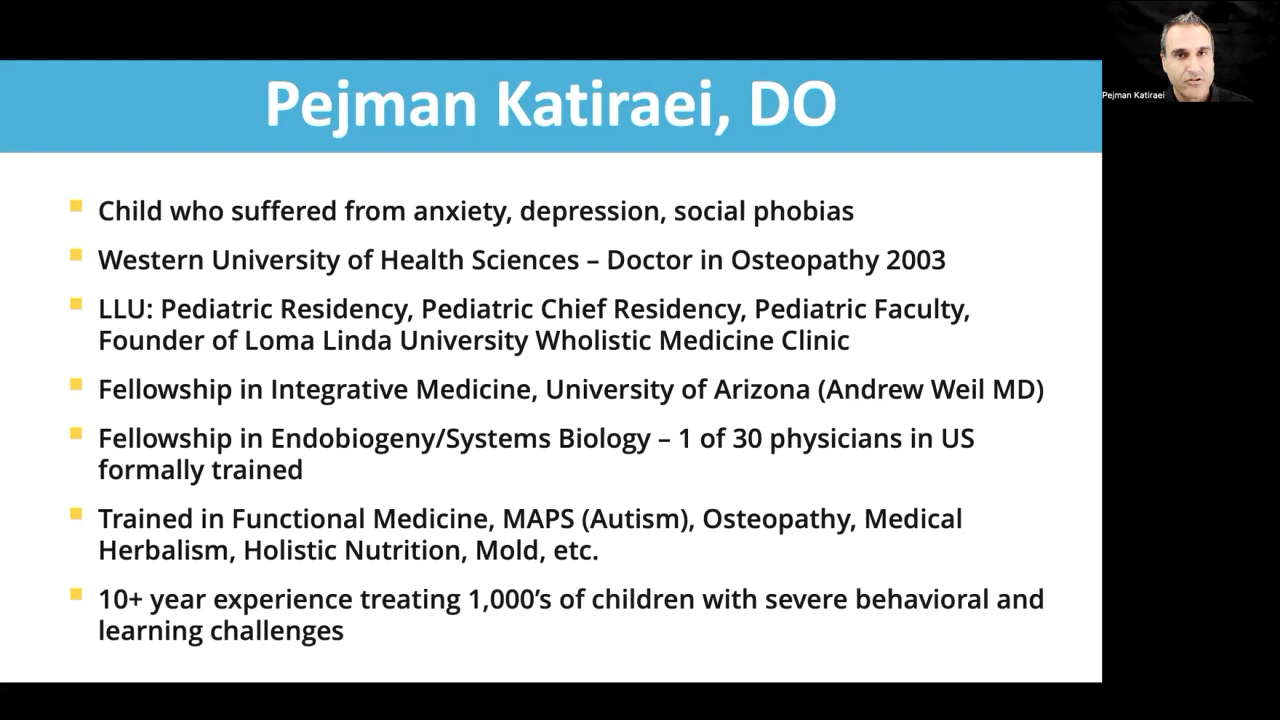 Pejman Katiraei, DO
Pejman Katiraei
Child who suffered from anxiety, depression, social phobias
Western University of Health Sciences – Doctor in Osteopathy 2003
LLU: Pediatric Residency, Pediatric Chief Residency, Pediatric Faculty,
Founder of Loma Linda University Wholistic Medicine Clinic
Fellowship in Integrative Medicine, University of Arizona (Andrew Weil MD)
Fellowship in Endobiogeny/Systems Biology – 1 of 30 physicians in US
formally trained
Trained in Functional Medicine, MAPS (Autism), Osteopathy, Medical
Herbalism, Holistic Nutrition, Mold, etc.
10+ year experience treating 1,000’s of children with severe behavioral and
learning challenges